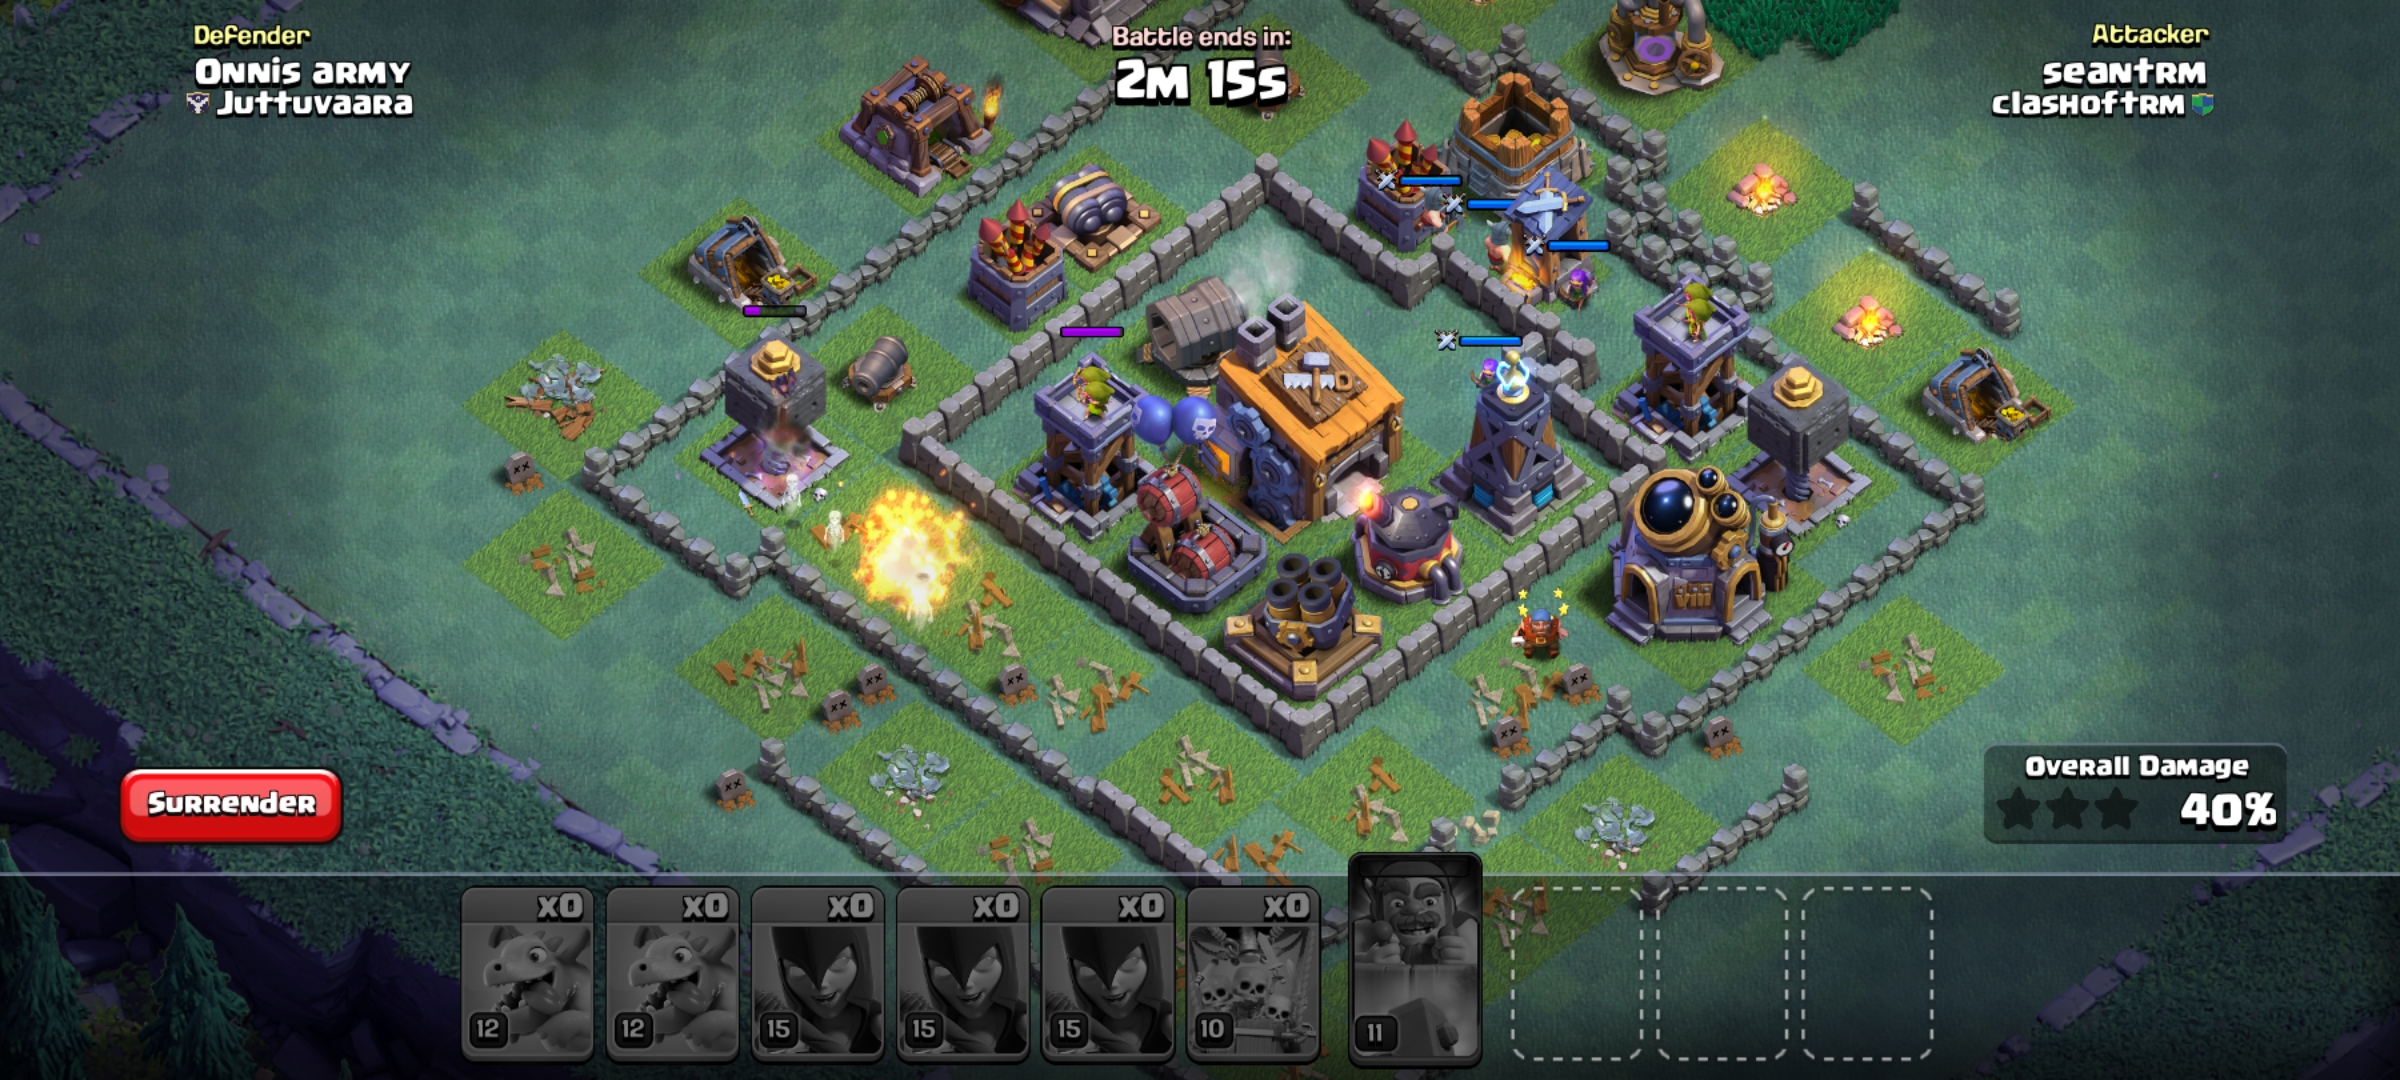 Defender
Onnis army
Juttuvaara
Battle ends in:
2M 15s
Attacker
seantrm
clashoftrm
VIII
Surrender
Overall Damage
40%
x0
x0
x0
x0
x0
x0
12
12
15
15
15
10
11